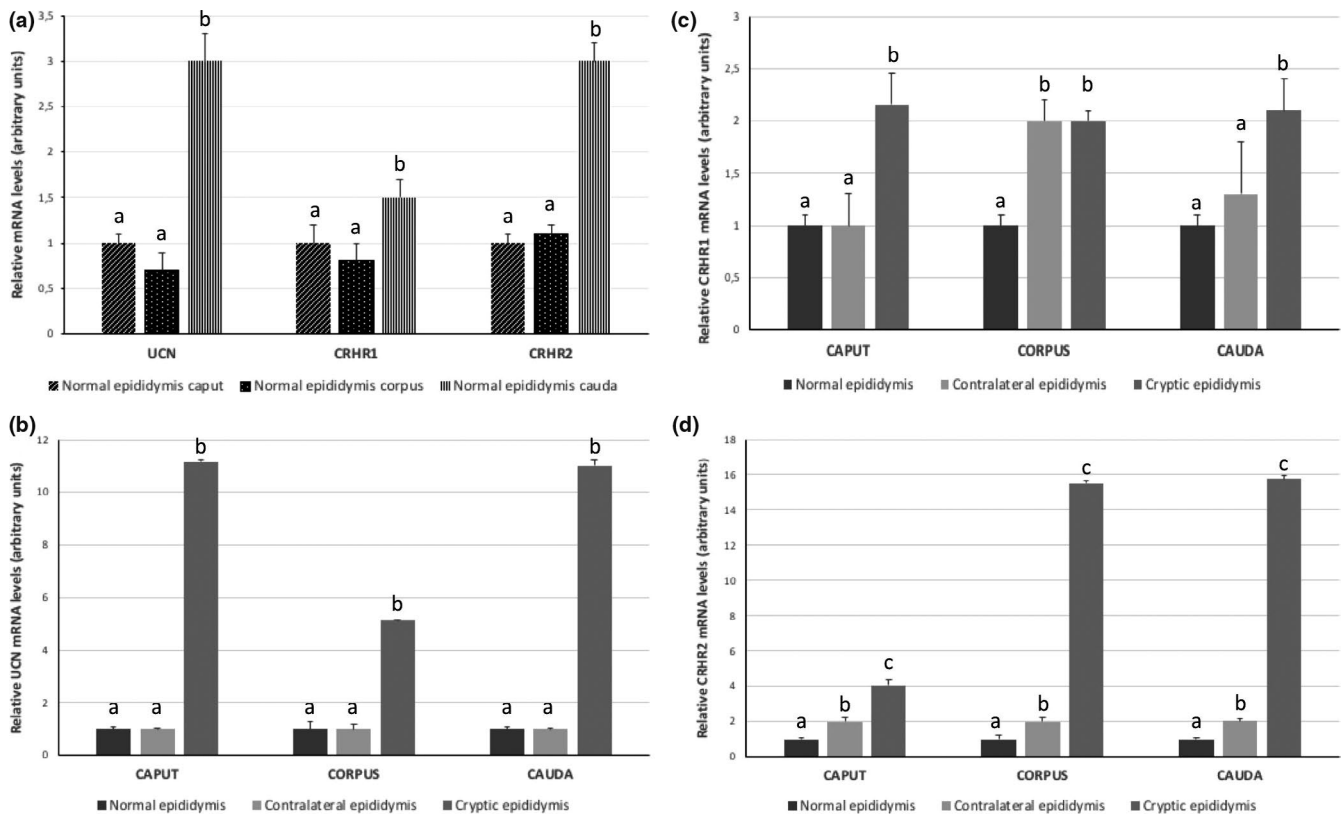 (a)
Relative mRNA levels (arbitrary units)
3,5
3
2,5
2
1,5
1
0,5
0
a a b
a a b
a a b
UCN CRHR1 CRHR2
Normal epididymis caput Normal epididymis corpus Normal epididymis cauda
(c)
Relative CRHR1 mRNA levels (arbitrary units)
3
2,5
2
1,5
1
0,5
0
a a b
a b b
a a b
CAPUT CORPUS CAUDA
Normal epididymis Contralateral epididymis Cryptic epididymis
(b)
Relative UCN mRNA levels (arbitrary units)
12
10
8
6
4
2
0
a a b
a a b
a a b
CAPUT CORPUS CAUDA
Normal epididymis Contralateral epididymis Cryptic epididymis
(d)
Relative CRHR2 mRNA levels (arbitrary units)
18
16
14
12
10
8
6
4
2
0
a b c
a b c
a b c
CAPUT CORPUS CAUDA
Normal epididymis Contralateral epididymis Cryptic epididymis